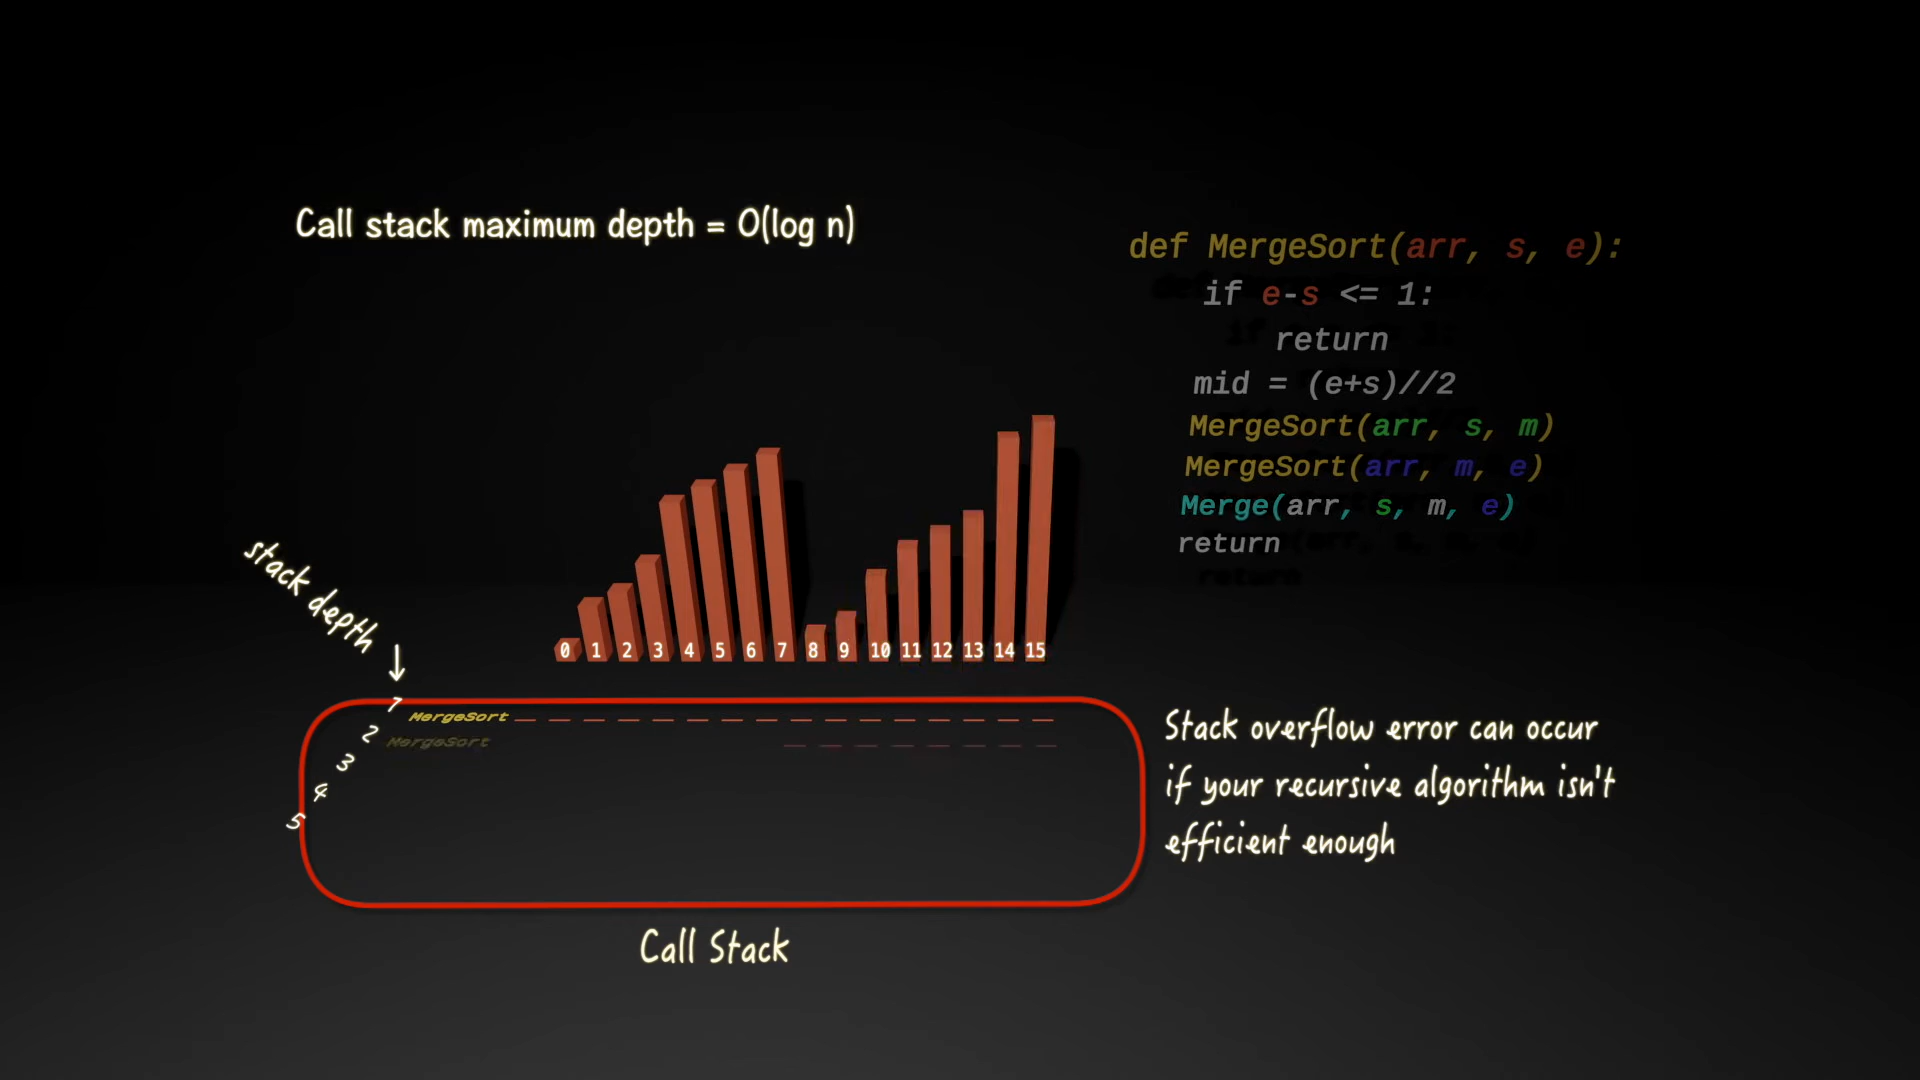 Call stack maximum depth = O(log n)
def MergeSort(arr, s, e):
if e-s <= 1:
return
mid = (e+s)//2
MergeSort(arr, s, m)
MergeSort(arr, m, e)
Merge(arr, s, m, e)
return
stack depth
0 1 2 3 4 5 6 7 8 9 10 11 12 13 14 15
1 MergeSort
2 MergeSort
3
4
5
Stack overflow error can occur
if your recursive algorithm isn't
efficient enough
Call Stack